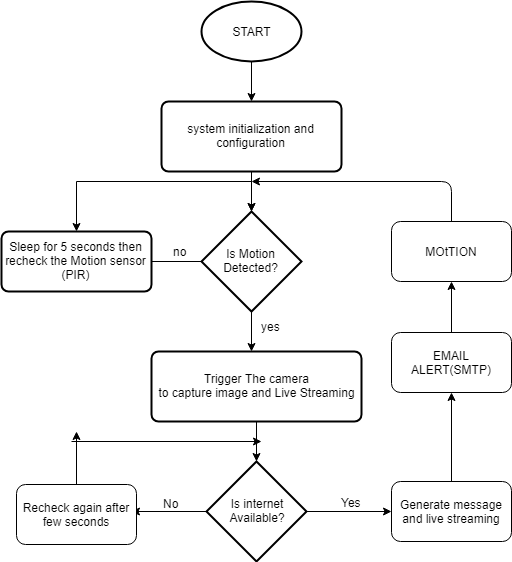 START
system initialization and
configuration
Sleep for 5 seconds then
recheck the Motion sensor
(PIR)
no
Is Motion
Detected?
MOtTION
yes
EMAIL
ALERT(SMTP)
Trigger The camera
to capture image and Live Streaming
Recheck again after
few seconds
No
Is internet
Available?
Yes
Generate message
and live streaming